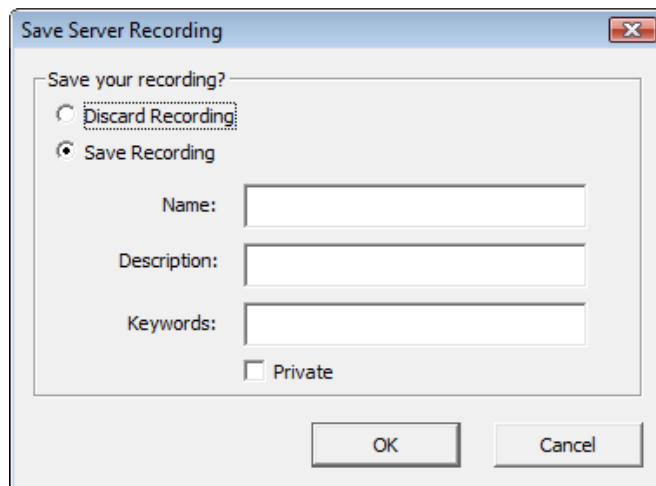 Save Server Recording
Save your recording?
Discard Recording
Save Recording
Name:
Description:
Keywords:
Private
OK Cancel